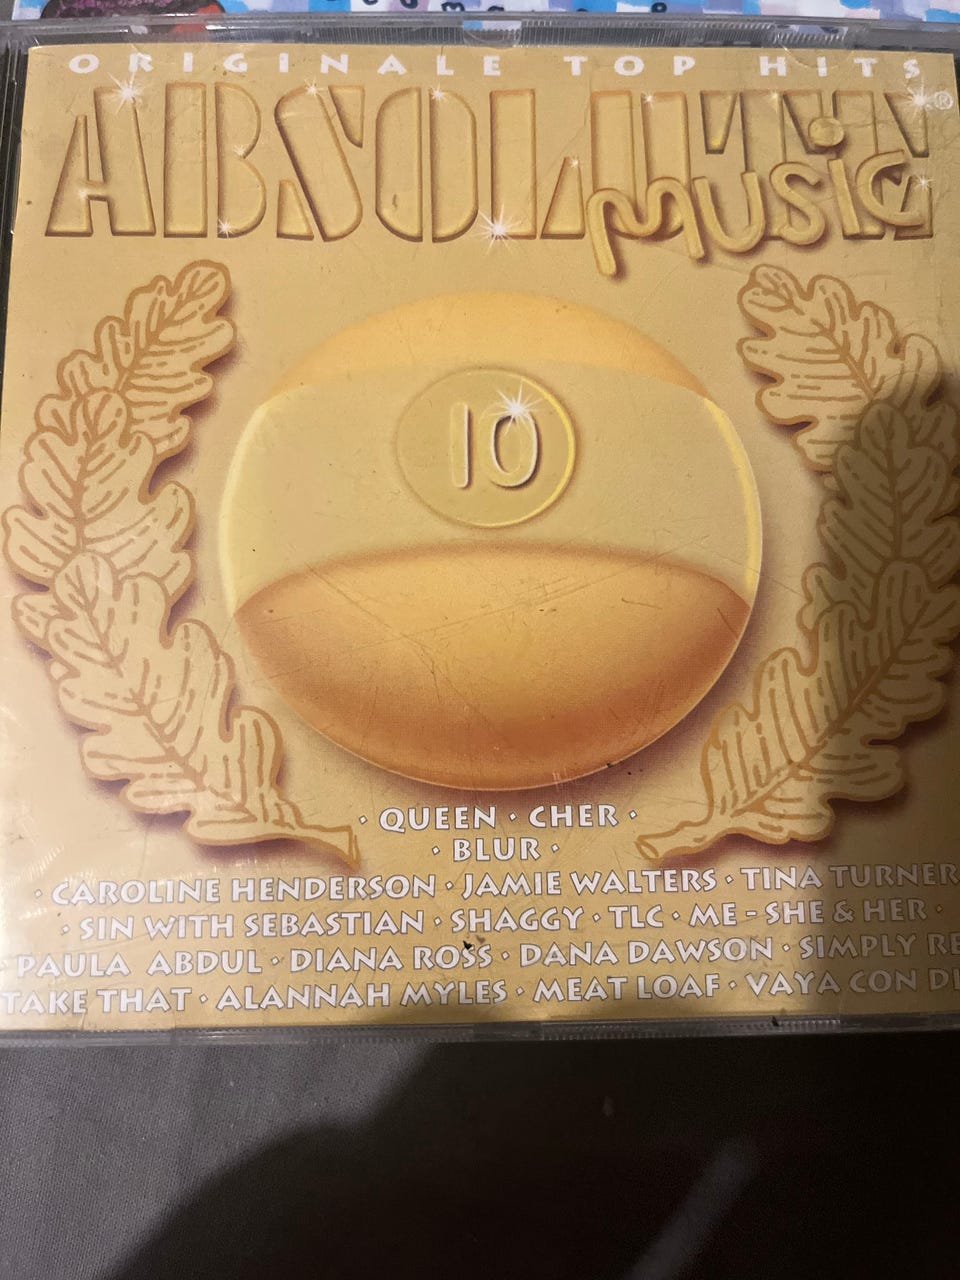 ORIGINALE TOP HITS
ABSOLUTE®
music
10
· QUEEN · CHER ·
· BLUR ·
· CAROLINE HENDERSON · JAMIE WALTERS · TINA TURNER
· SIN WITH SEBASTIAN · SHAGGY · TLC · ME - SHE & HER ·
PAULA ABDUL · DIANA ROSS · DANA DAWSON · SIMPLY RE
TAKE THAT · ALANNAH MYLES · MEAT LOAF · VAYA CON DI